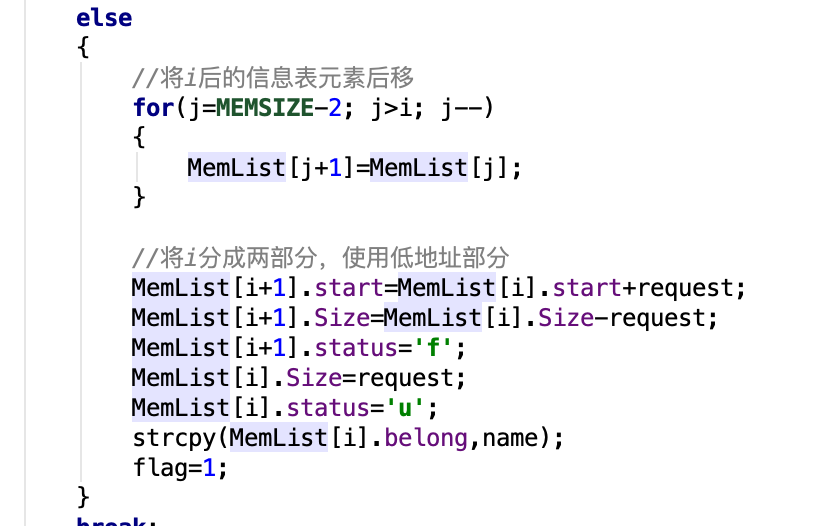 else
{
//将i后的信息表元素后移
for(j=MEMSIZE-2; j>i; j--)
{
MemList[j+1]=MemList[j];
}
//将i分成两部分，使用低地址部分
MemList[i+1].start=MemList[i].start+request;
MemList[i+1].Size=MemList[i].Size-request;
MemList[i+1].status='f';
MemList[i].Size=request;
MemList[i].status='u';
strcpy(MemList[i].belong,name);
flag=1;
}
break;